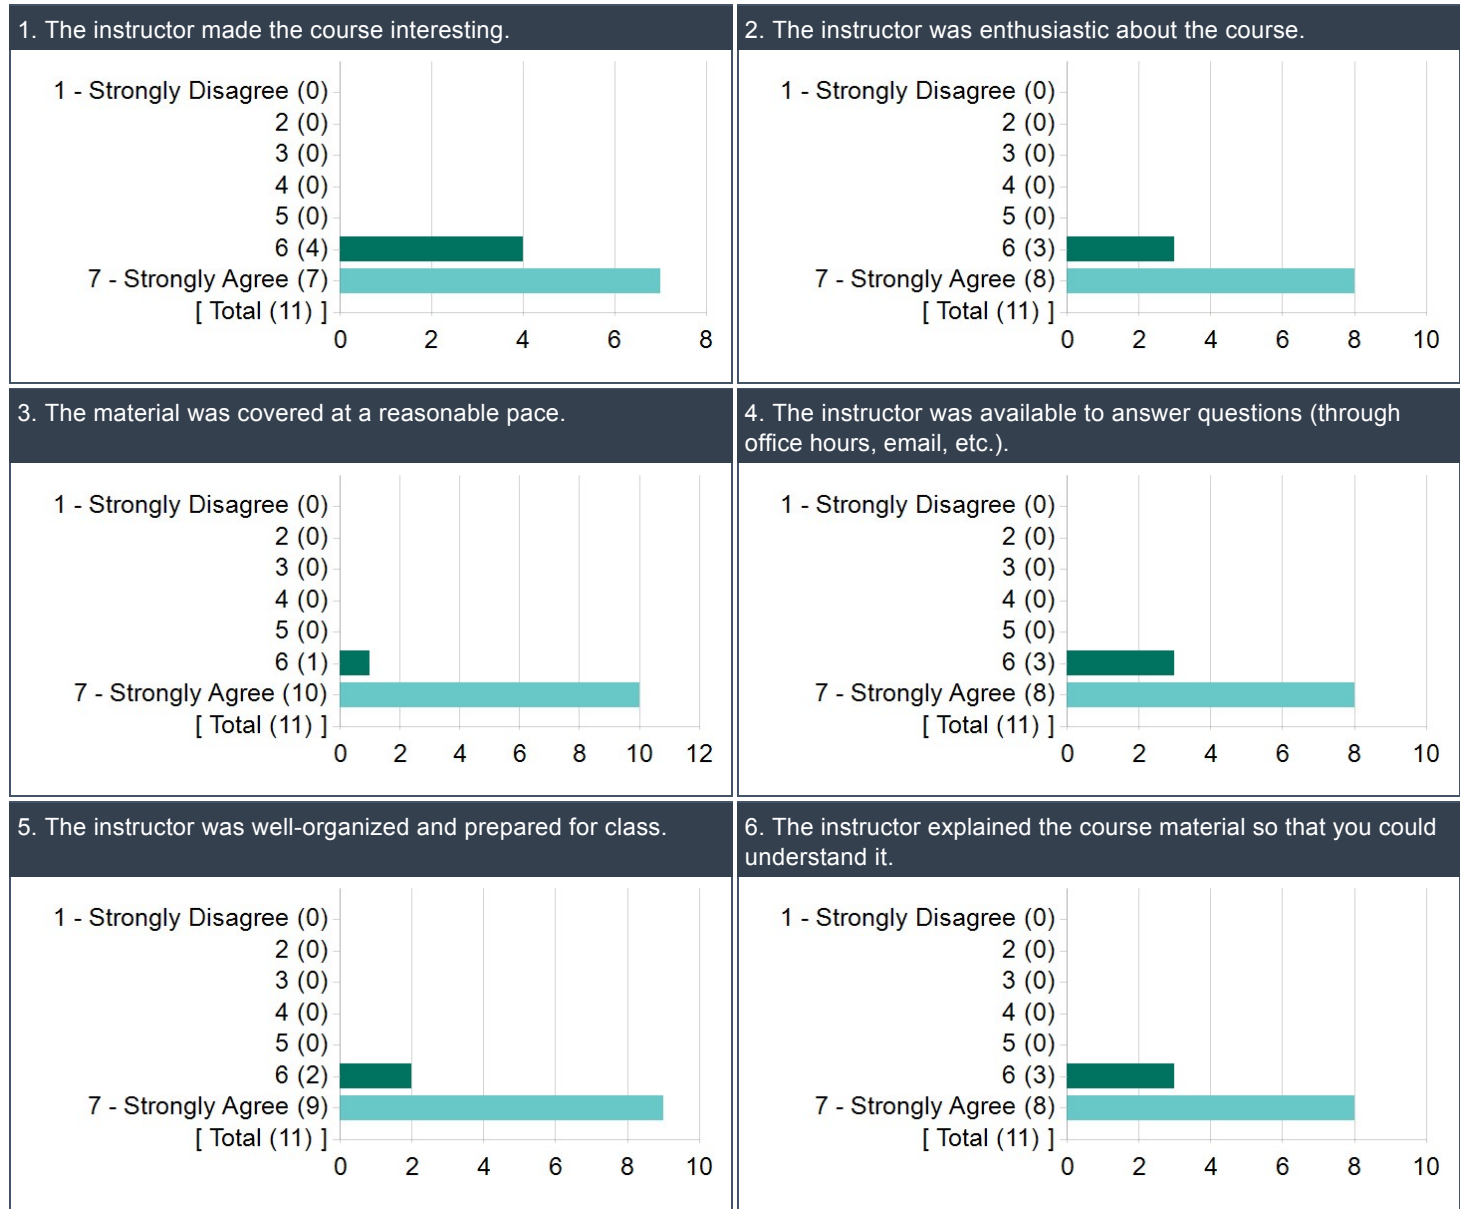 1. The instructor made the course interesting.
1 - Strongly Disagree (0)
2 (0)
3 (0)
4 (0)
5 (0)
6 (4)
7 - Strongly Agree (7)
[ Total (11) ]
0 2 4 6 8
2. The instructor was enthusiastic about the course.
1 - Strongly Disagree (0)
2 (0)
3 (0)
4 (0)
5 (0)
6 (3)
7 - Strongly Agree (8)
[ Total (11) ]
0 2 4 6 8 10
3. The material was covered at a reasonable pace.
1 - Strongly Disagree (0)
2 (0)
3 (0)
4 (0)
5 (0)
6 (1)
7 - Strongly Agree (10)
[ Total (11) ]
0 2 4 6 8 10 12
4. The instructor was available to answer questions (through
office hours, email, etc.).
1 - Strongly Disagree (0)
2 (0)
3 (0)
4 (0)
5 (0)
6 (3)
7 - Strongly Agree (8)
[ Total (11) ]
0 2 4 6 8 10
5. The instructor was well-organized and prepared for class.
1 - Strongly Disagree (0)
2 (0)
3 (0)
4 (0)
5 (0)
6 (2)
7 - Strongly Agree (9)
[ Total (11) ]
0 2 4 6 8 10
6. The instructor explained the course material so that you could
understand it.
1 - Strongly Disagree (0)
2 (0)
3 (0)
4 (0)
5 (0)
6 (3)
7 - Strongly Agree (8)
[ Total (11) ]
0 2 4 6 8 10